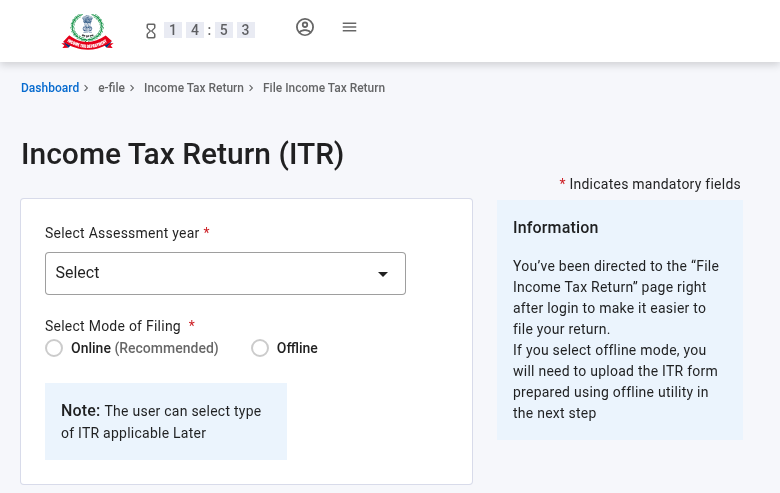 14:53
Dashboard > e-file > Income Tax Return > File Income Tax Return
Income Tax Return (ITR)
* Indicates mandatory fields
Select Assessment year *
Select
Select Mode of Filing *
Online (Recommended) Offline
Note: The user can select type
of ITR applicable Later
Information
You've been directed to the “File
Income Tax Return” page right
after login to make it easier to
file your return.
If you select offline mode, you
will need to upload the ITR form
prepared using offline utility in
the next step